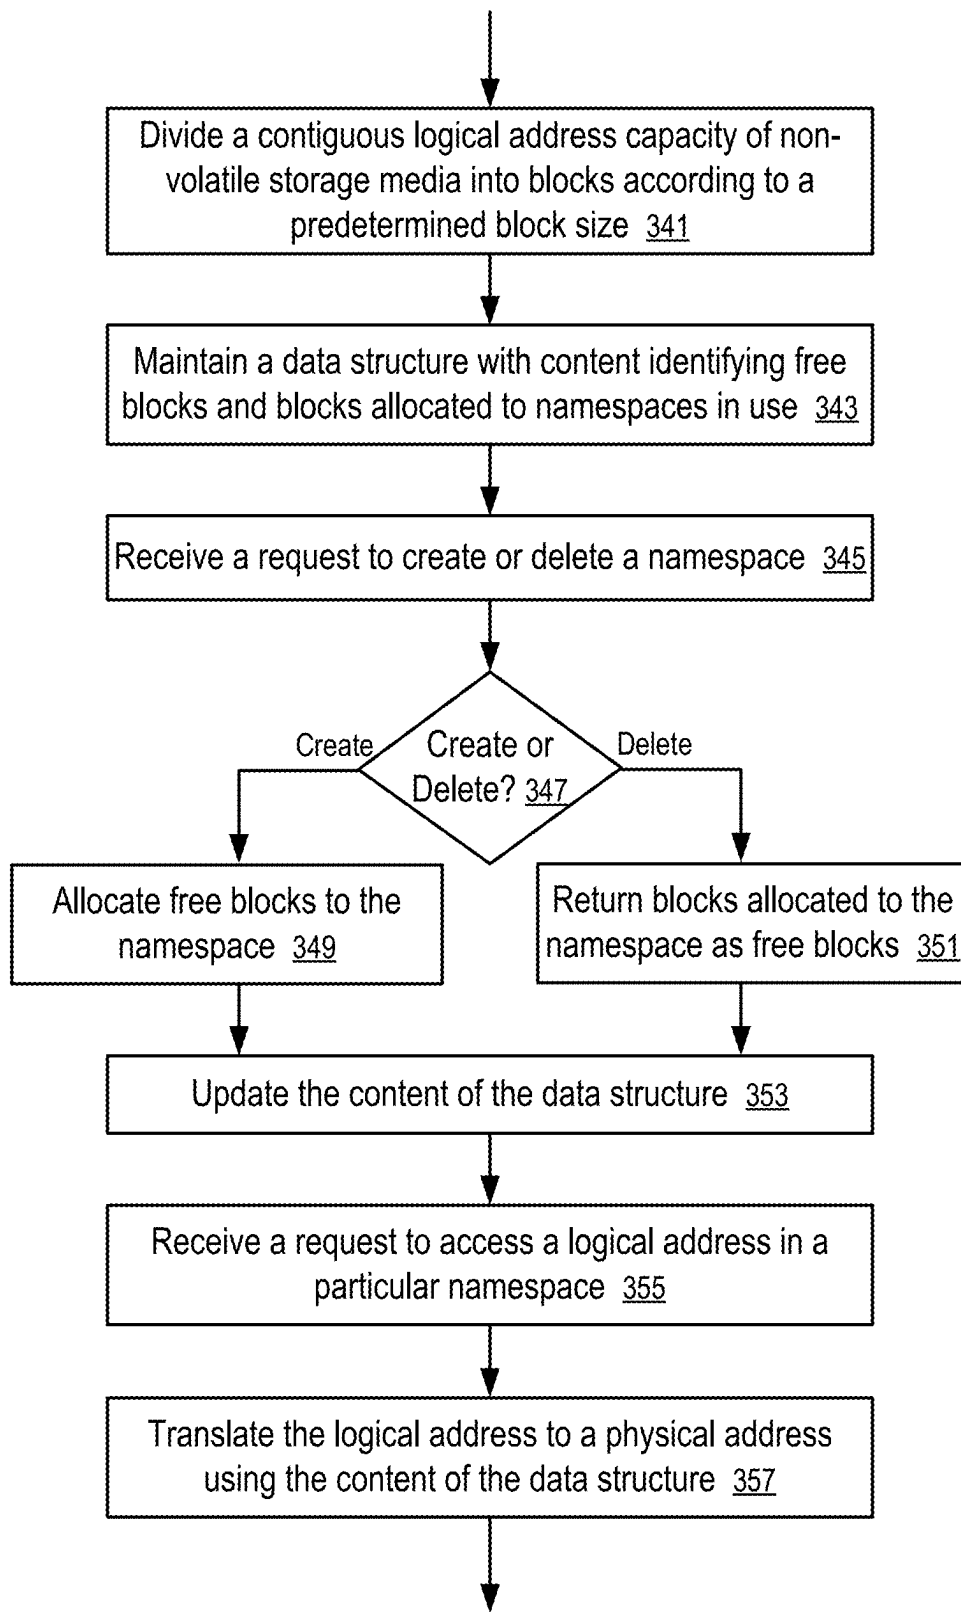 Divide a contiguous logical address capacity of non-
volatile storage media into blocks according to a
predetermined block size 341
Maintain a data structure with content identifying free
blocks and blocks allocated to namespaces in use 343
Receive a request to create or delete a namespace 345
Create
Create or
Delete? 347
Delete
Allocate free blocks to the
namespace 349
Return blocks allocated to the
namespace as free blocks 351
Update the content of the data structure 353
Receive a request to access a logical address in a
particular namespace 355
Translate the logical address to a physical address
using the content of the data structure 357